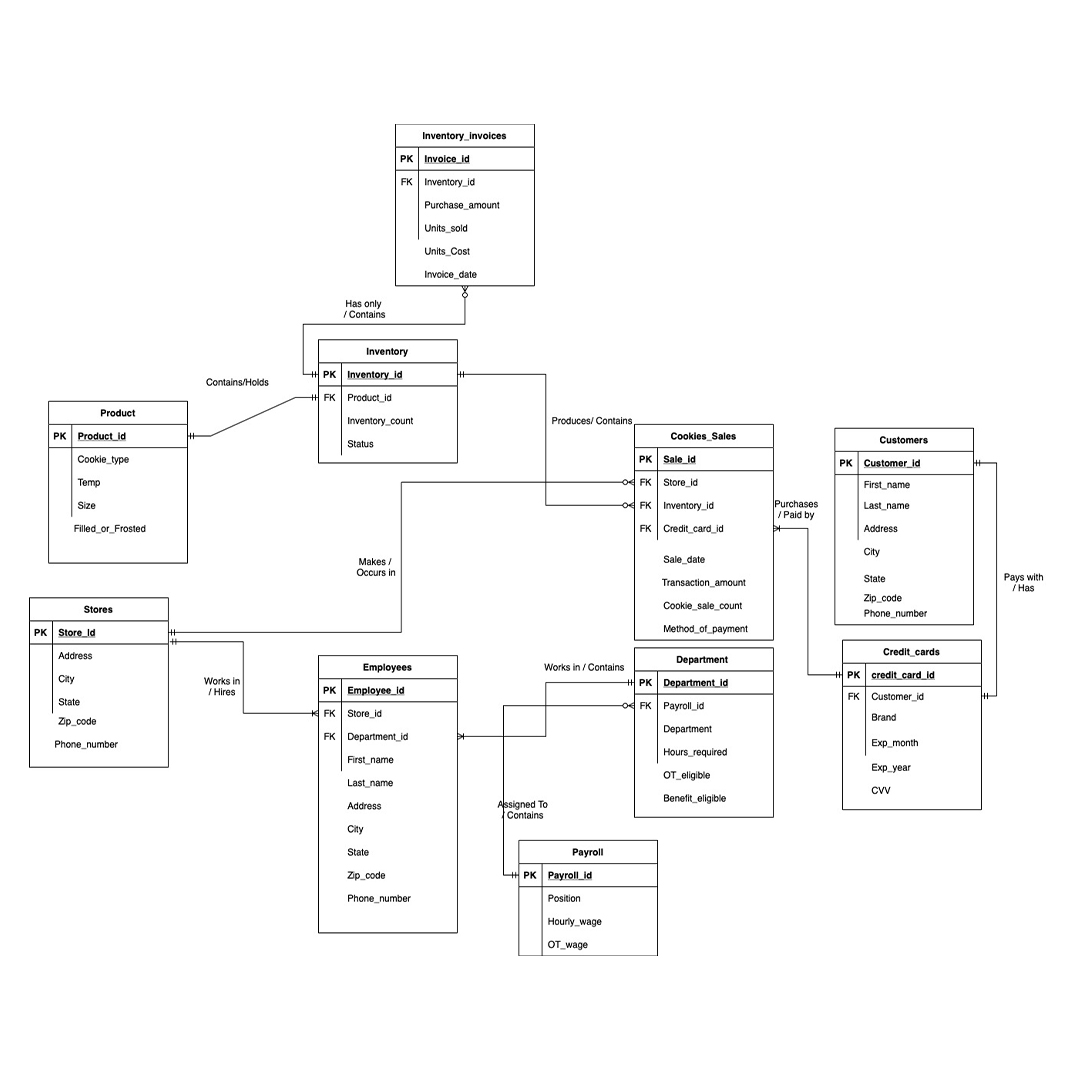 Inventory_invoices
PK Invoice_id
FK Inventory_id
Purchase_amount
Units_sold
Units_Cost
Invoice_date
Has only
/ Contains
Inventory
PK Inventory_id
FK Product_id
Inventory_count
Status
Contains/Holds
Product
PK Product_id
Cookie_type
Temp
Size
Filled_or_Frosted
Produces/ Contains
Cookies_Sales
PK Sale_id
FK Store_id
FK Inventory_id
FK Credit_card_id
Sale_date
Transaction_amount
Cookie_sale_count
Method_of_payment
Purchases
/ Paid by
Customers
PK Customer_id
First_name
Last_name
Address
City
State
Zip_code
Phone_number
Pays with
/ Has
Makes /
Occurs in
Stores
PK Store_id
Address
City
State
Zip_code
Phone_number
Works in
/ Hires
Employees
PK Employee_id
FK Store_id
FK Department_id
First_name
Last_name
Address
City
State
Zip_code
Phone_number
Works in / Contains
Department
PK Department_id
FK Payroll_id
Department
Hours_required
OT_eligible
Benefit_eligible
Credit_cards
PK credit_card_id
FK Customer_id
Brand
Exp_month
Exp_year
CVV
Assigned To
/ Contains
Payroll
PK Payroll_id
Position
Hourly_wage
OT_wage